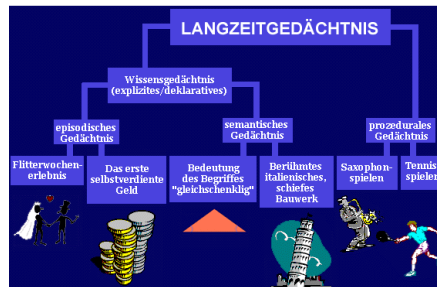 LANGZEITGEDÄCHTNIS
Wissensgedächtnis
(explizites/deklaratives)
episodisches
Gedächtnis
semantisches
Gedächtnis
prozedurales
Gedächtnis
Flitterwochen-
erlebnis
Das erste
selbstverdiente
Geld
Bedeutung
des Begriffes
"gleichschenklig"
Berühmtes
italienisches,
schiefes
Bauwerk
Saxophon-
spielen
Tennis
spielen